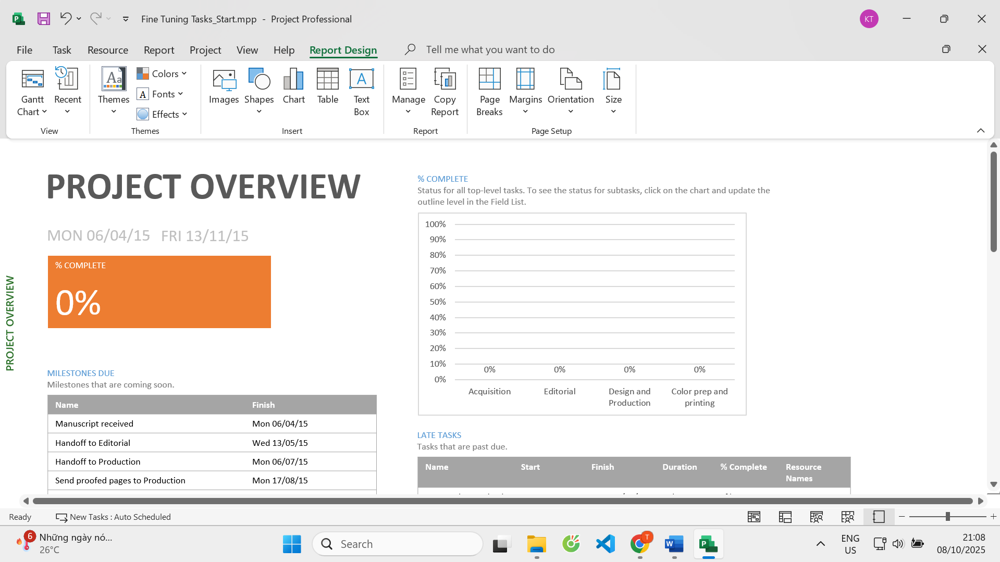 Fine Tuning Tasks_Start.mpp - Project Professional
KT
File Task Resource Report Project View Help Report Design Tell me what you want to do
Gantt Chart
Recent
View
Themes
Colors
Fonts
Effects
Themes
Images
Shapes
Chart
Table
Text Box
Insert
Manage
Copy Report
Report
Page Breaks
Margins
Orientation
Size
Page Setup
PROJECT OVERVIEW
PROJECT OVERVIEW
MON 06/04/15 FRI 13/11/15
% COMPLETE
0%
MILESTONES DUE
Milestones that are coming soon.
Name Finish
Manuscript received Mon 06/04/15
Handoff to Editorial Wed 13/05/15
Handoff to Production Mon 06/07/15
Send proofed pages to Production Mon 17/08/15
% COMPLETE
Status for all top-level tasks. To see the status for subtasks, click on the chart and update the
outline level in the Field List.
100%
90%
80%
70%
60%
50%
40%
30%
20%
10%
0%
0% 0% 0% 0%
Acquisition
Editorial
Design and Production
Color prep and printing
LATE TASKS
Tasks that are past due.
Name Start Finish Duration % Complete Resource Names
Ready New Tasks : Auto Scheduled
6
Những ngày nó...
26°C
Search
T
ENG
US
21:08
08/10/2025